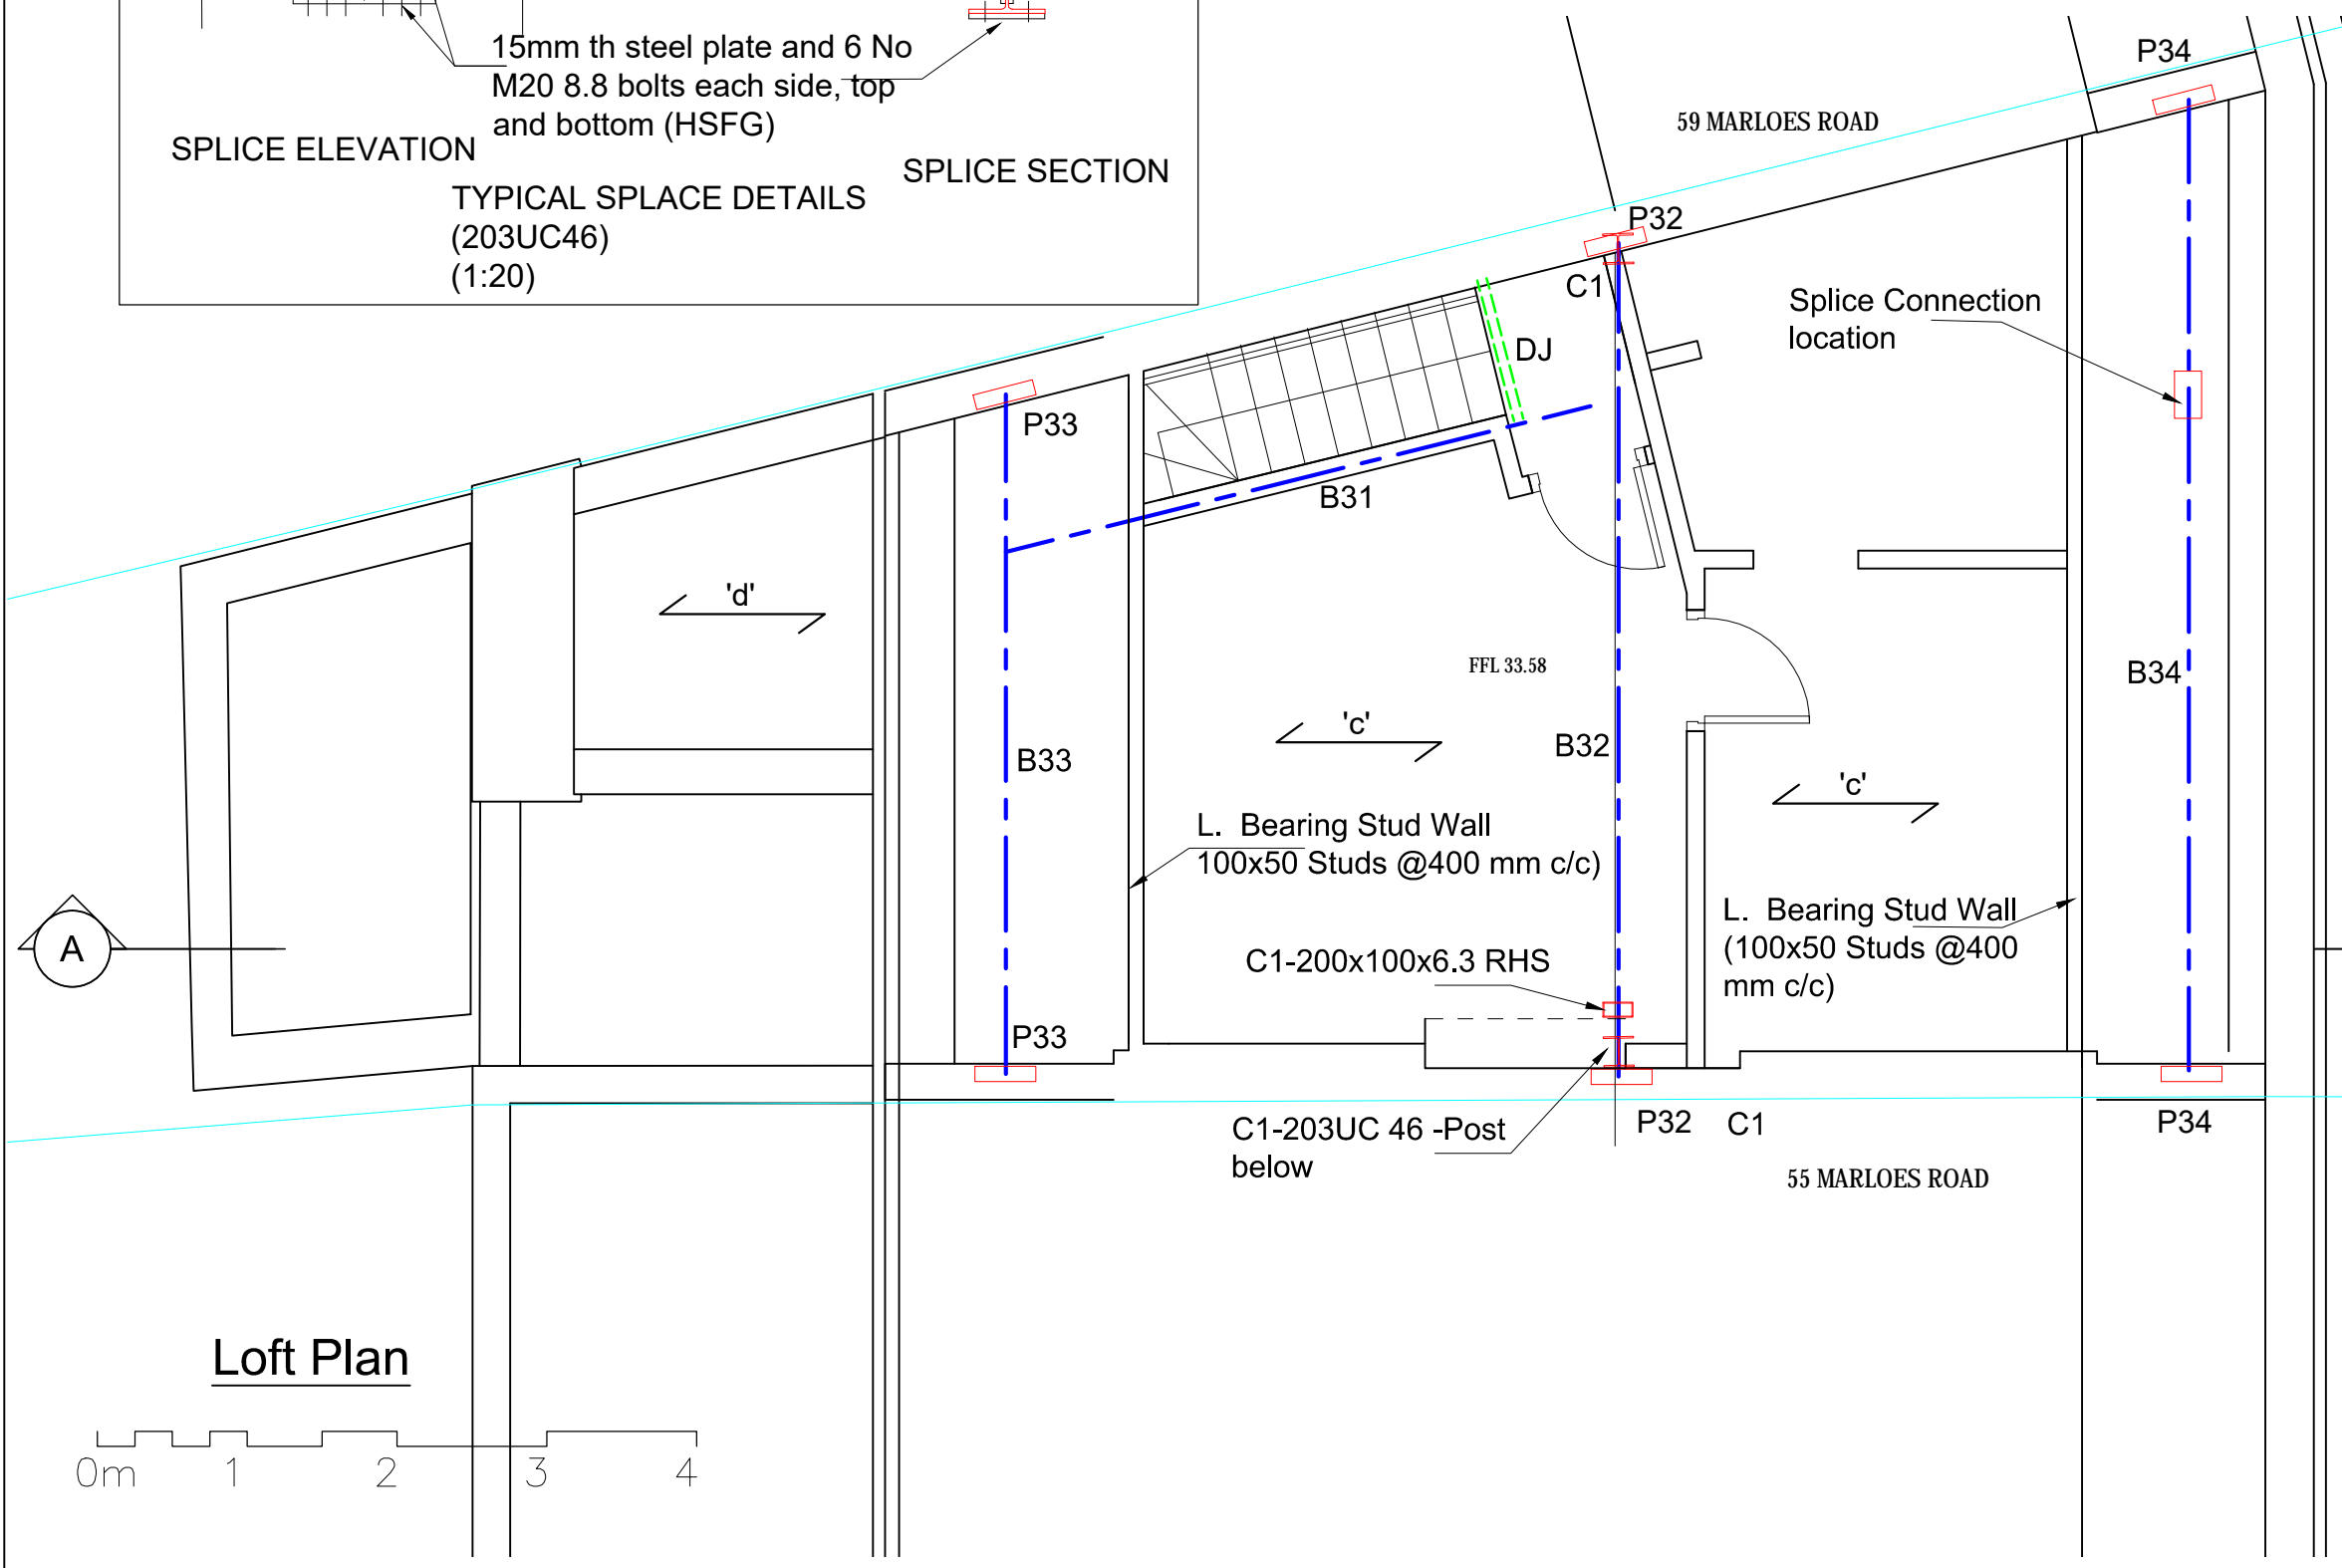 15mm th steel plate and 6 No
M20 8.8 bolts each side, top
and bottom (HSFG)
SPLICE ELEVATION
SPLICE SECTION
TYPICAL SPLACE DETAILS
(203UC46)
(1:20)
P34
59 MARLOES ROAD
P32
C1
Splice Connection
location
DJ
P33
B31
'd'
FFL 33.58
B34
'c'
B32
B33
'c'
L. Bearing Stud Wall
100x50 Studs @400 mm c/c)
L. Bearing Stud Wall
(100x50 Studs @400
mm c/c)
A
C1-200x100x6.3 RHS
P33
C1-203UC 46 -Post
below
P32
C1
P34
55 MARLOES ROAD
Loft Plan
0m 1 2 3 4